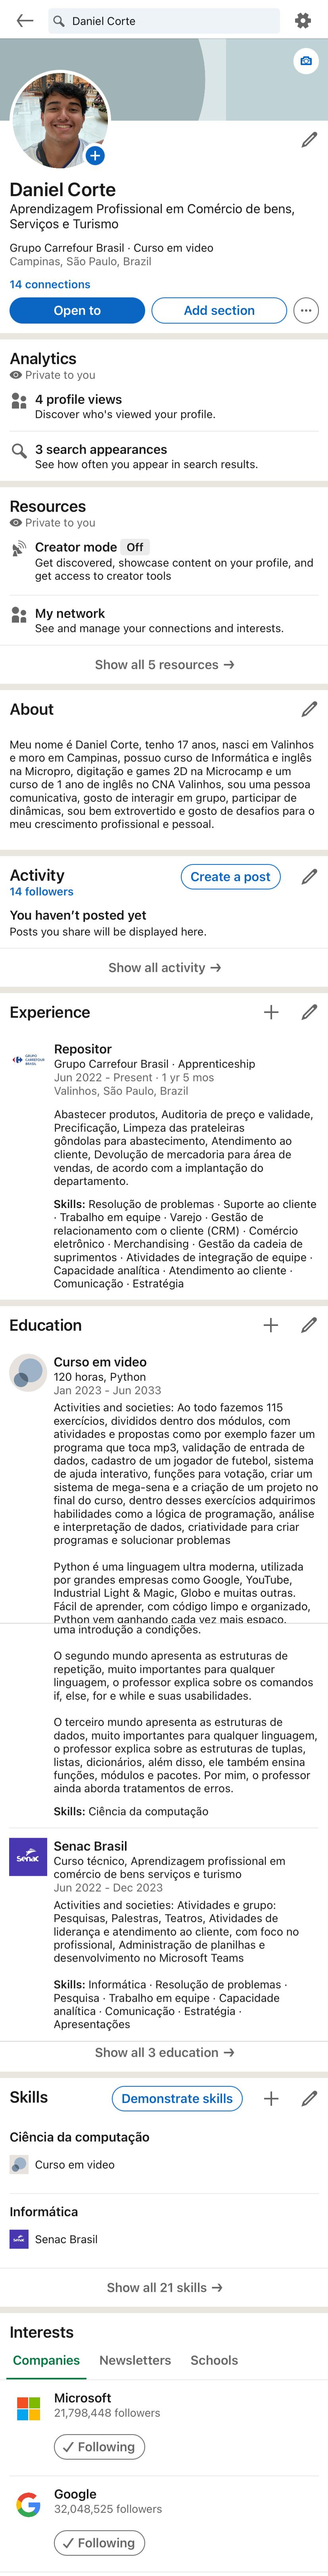 Daniel Corte
Daniel Corte
Aprendizagem Profissional em Comércio de bens,
Serviços e Turismo
Grupo Carrefour Brasil · Curso em video
Campinas, São Paulo, Brazil
14 connections
Open to
Add section
Analytics
Private to you
4 profile views
Discover who's viewed your profile.
3 search appearances
See how often you appear in search results.
Resources
Private to you
Creator mode Off
Get discovered, showcase content on your profile, and
get access to creator tools
My network
See and manage your connections and interests.
Show all 5 resources →
About
Meu nome é Daniel Corte, tenho 17 anos, nasci em Valinhos
e moro em Campinas, possuo curso de Informática e inglês
na Micropro, digitação e games 2D na Microcamp e um
curso de 1 ano de inglês no CNA Valinhos, sou uma pessoa
comunicativa, gosto de interagir em grupo, participar de
dinâmicas, sou bem extrovertido e gosto de desafios para o
meu crescimento profissional e pessoal.
Activity
Create a post
14 followers
You haven't posted yet
Posts you share will be displayed here.
Show all activity →
Experience
Repositor
GRUPO CARREFOUR BRASIL
Grupo Carrefour Brasil · Apprenticeship
Jun 2022 - Present · 1 yr 5 mos
Valinhos, São Paulo, Brazil
Abastecer produtos, Auditoria de preço e validade,
Precificação, Limpeza das prateleiras
gôndolas para abastecimento, Atendimento ao
cliente, Devolução de mercadoria para área de
vendas, de acordo com a implantação do
departamento.
Skills: Resolução de problemas · Suporte ao cliente
· Trabalho em equipe · Varejo · Gestão de
relacionamento com o cliente (CRM) · Comércio
eletrônico · Merchandising · Gestão da cadeia de
suprimentos · Atividades de integração de equipe ·
Capacidade analítica · Atendimento ao cliente ·
Comunicação · Estratégia
Education
Curso em video
120 horas, Python
Jan 2023 - Jun 2033
Activities and societies: Ao todo fazemos 115
exercícios, divididos dentro dos módulos, com
atividades e propostas como por exemplo fazer um
programa que toca mp3, validação de entrada de
dados, cadastro de um jogador de futebol, sistema
de ajuda interativo, funções para votação, criar um
sistema de mega-sena e a criação de um projeto no
final do curso, dentro desses exercícios adquirimos
habilidades como a lógica de programação, análise
e interpretação de dados, criatividade para criar
programas e solucionar problemas
Python é uma linguagem ultra moderna, utilizada
por grandes empresas como Google, YouTube,
Industrial Light & Magic, Globo e muitas outras.
Fácil de aprender, com código limpo e organizado,
Python vem ganhando cada vez mais espaço.
uma introdução a condições.
O segundo mundo apresenta as estruturas de
repetição, muito importantes para qualquer
linguagem, o professor explica sobre os comandos
if, else, for e while e suas usabilidades.
O terceiro mundo apresenta as estruturas de
dados, muito importantes para qualquer linguagem,
o professor explica sobre as estruturas de tuplas,
listas, dicionários, além disso, ele também ensina
funções, módulos e pacotes. Por mim, o professor
ainda aborda tratamentos de erros.
Skills: Ciência da computação
Senac
Senac Brasil
Curso técnico, Aprendizagem profissional em
comércio de bens serviços e turismo
Jun 2022 - Dec 2023
Activities and societies: Atividades e grupo:
Pesquisas, Palestras, Teatros, Atividades de
liderança e atendimento ao cliente, com foco no
profissional, Administração de planilhas e
desenvolvimento no Microsoft Teams
Skills: Informática · Resolução de problemas ·
Pesquisa · Trabalho em equipe · Capacidade
analítica · Comunicação · Estratégia ·
Apresentações
Show all 3 education →
Skills
Demonstrate skills
Ciência da computação
Curso em video
Informática
Senac
Senac Brasil
Show all 21 skills →
Interests
Companies
Newsletters
Schools
Microsoft
21,798,448 followers
Following
Google
32,048,525 followers
Following